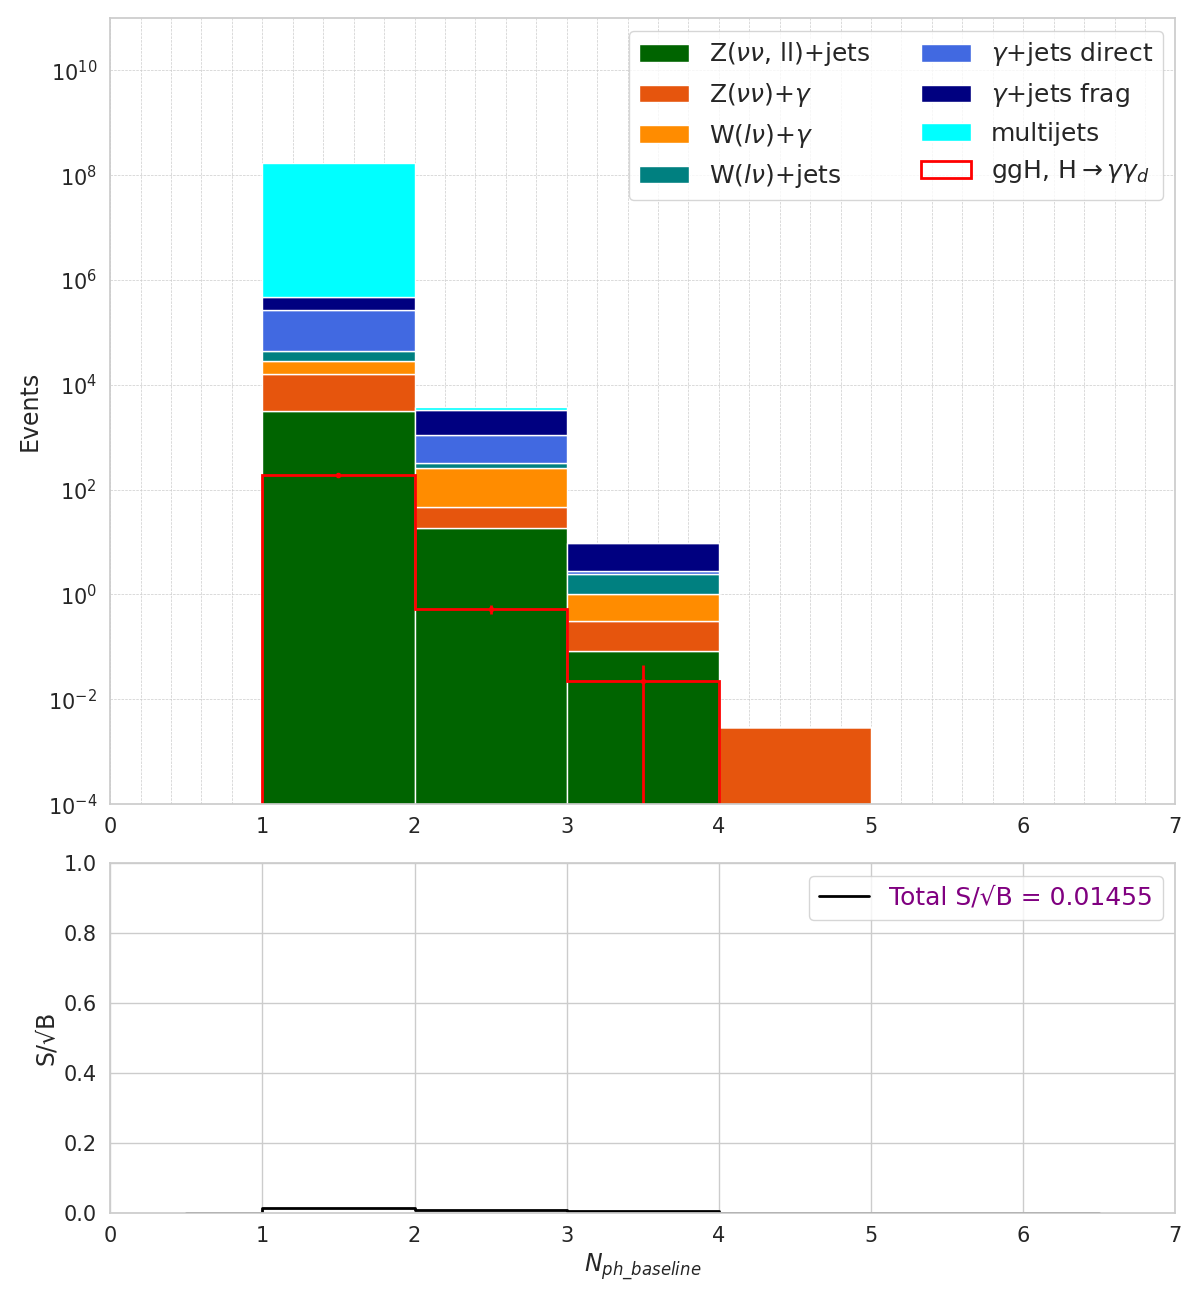 Z(νν, ll)+jets
Z(νν)+γ
W(lν)+γ
W(lν)+jets
γ+jets direct
γ+jets frag
multijets
ggH, H→γγ_d
Events
10^10
10^8
10^6
10^4
10^2
10^0
10^−2
10^−4
0 1 2 3 4 5 6 7
Total S/√B = 0.01455
S/√B
1.0
0.8
0.6
0.4
0.2
0.0
0 1 2 3 4 5 6 7
N_ph_baseline